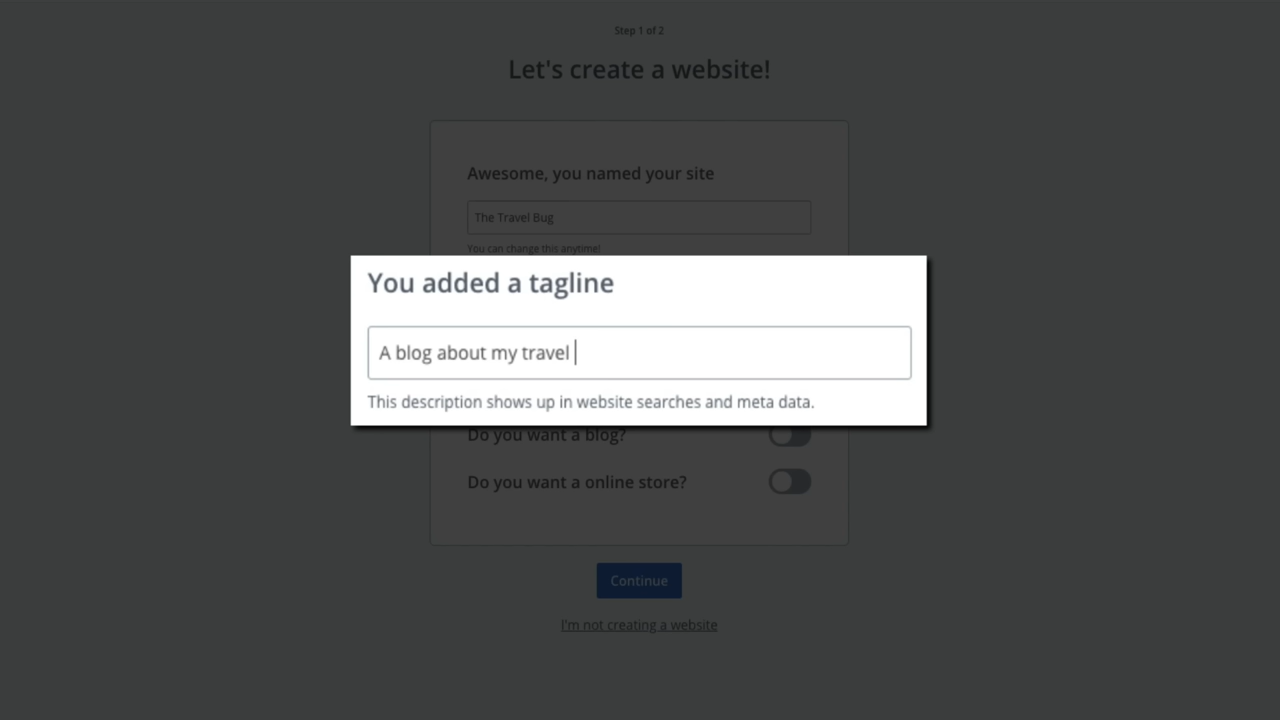 Step 1 of 2
Let's create a website!
Awesome, you named your site
The Travel Bug
You can change this anytime!
You added a tagline
A blog about my travel
This description shows up in website searches and meta data.
Do you want a blog?
Do you want a online store?
Continue
I'm not creating a website